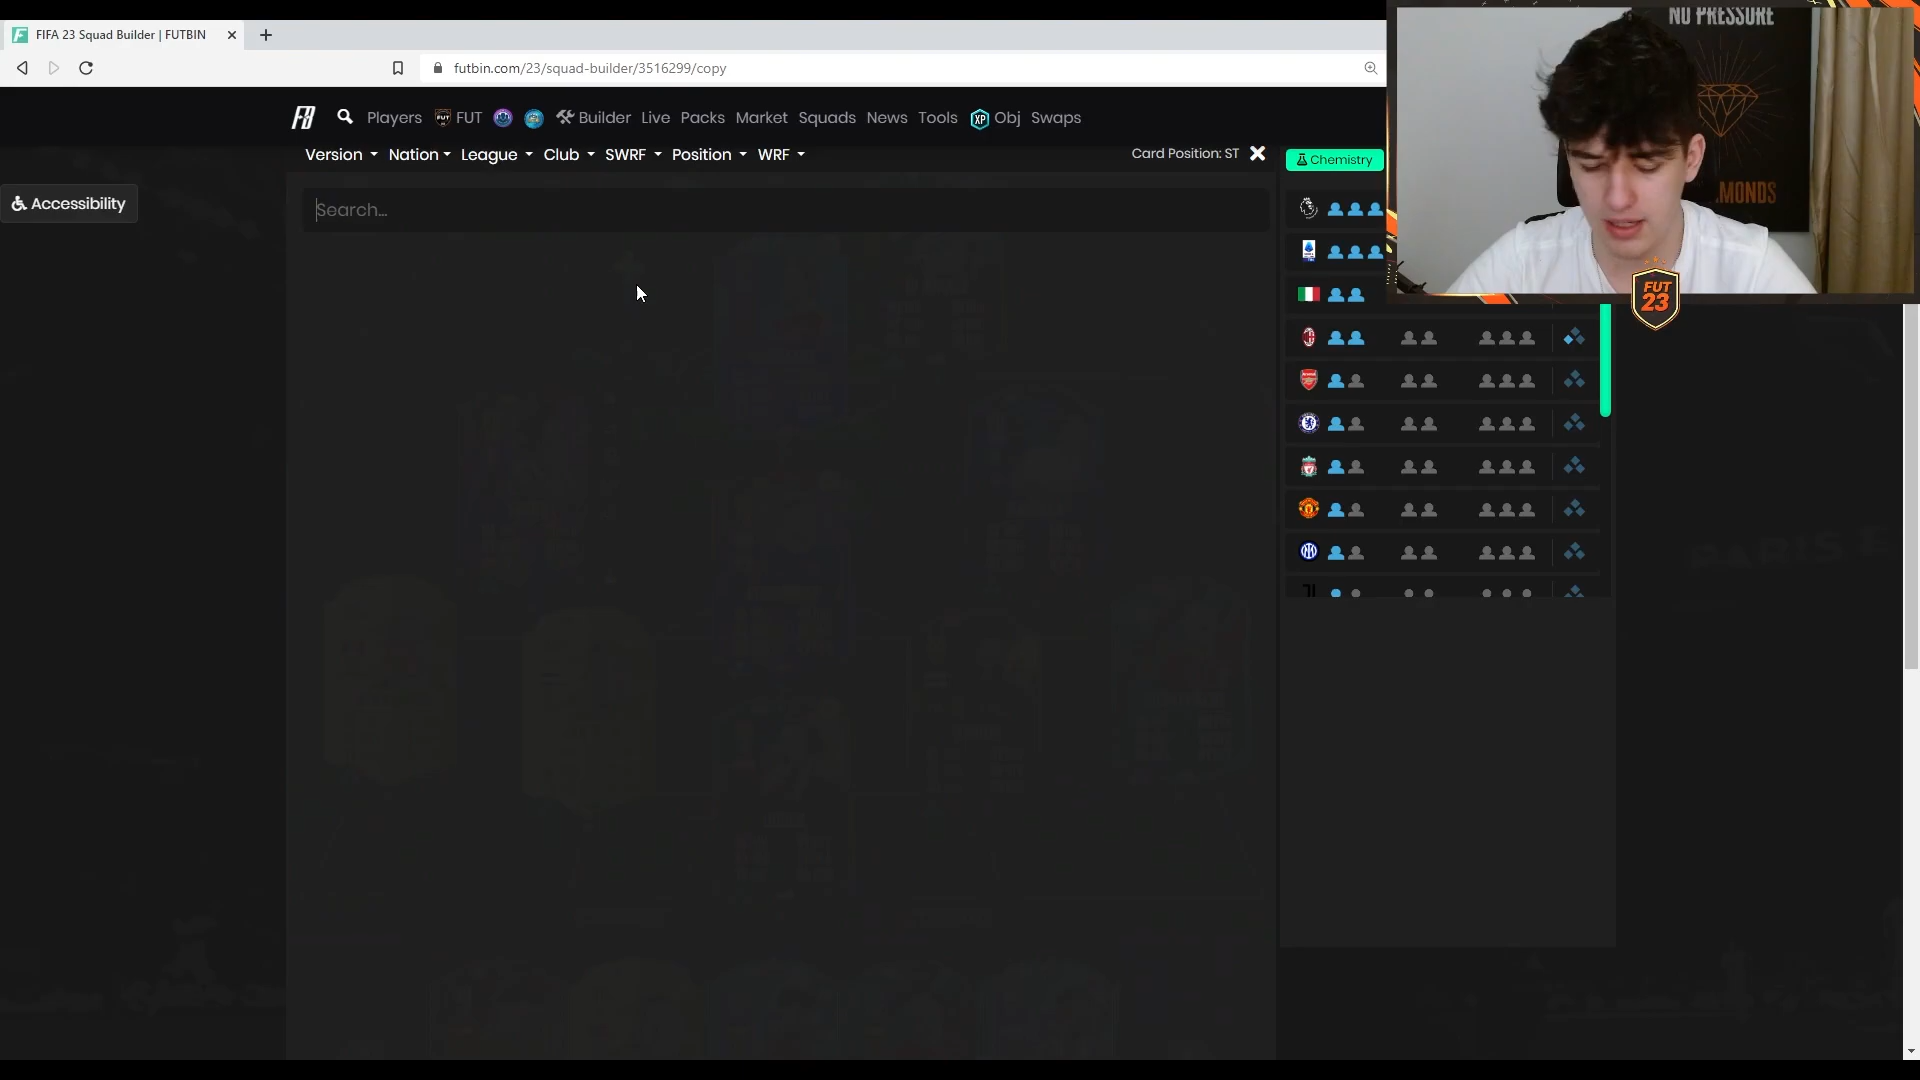 FIFA 23 Squad Builder | FUTBIN
futbin.com/23/squad-builder/3516299/copy
NO PRESSURE
Players FUT Builder Live Packs Market Squads News Tools XP Obj Swaps
Version Nation League Club SWRF Position WRF
Card Position: ST
Chemistry
MONDS
Accessibility
Search...
FUT
23